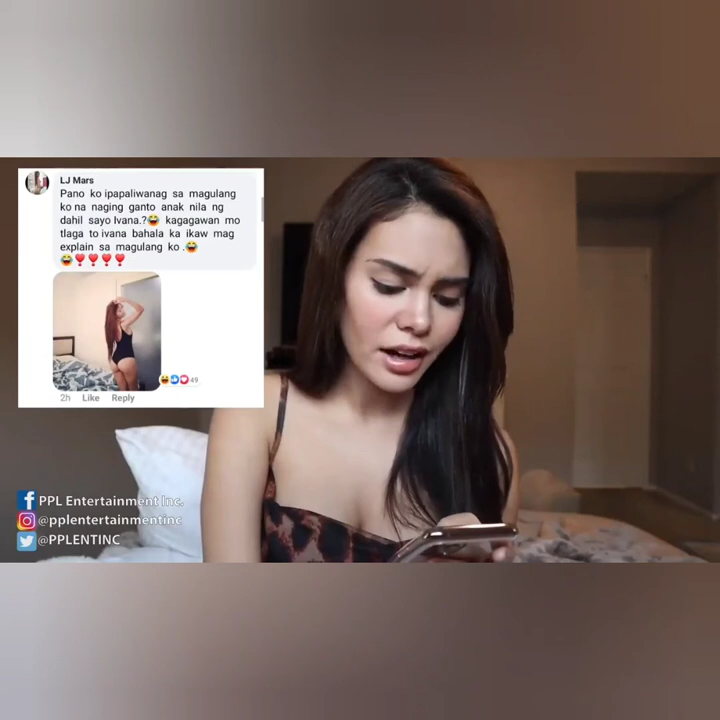 LJ Mars
Pano ko ipapaliwanag sa magulang
ko na naging ganto anak nila ng
dahil sayo Ivana.?😂 kagagawan mo
tlaga to ivana bahala ka ikaw mag
explain sa magulang ko .😂
😂❣❣❣❣
49
2h Like Reply
PPL Entertainment Inc.
@pplentertainmentinc
@PPLENTINC